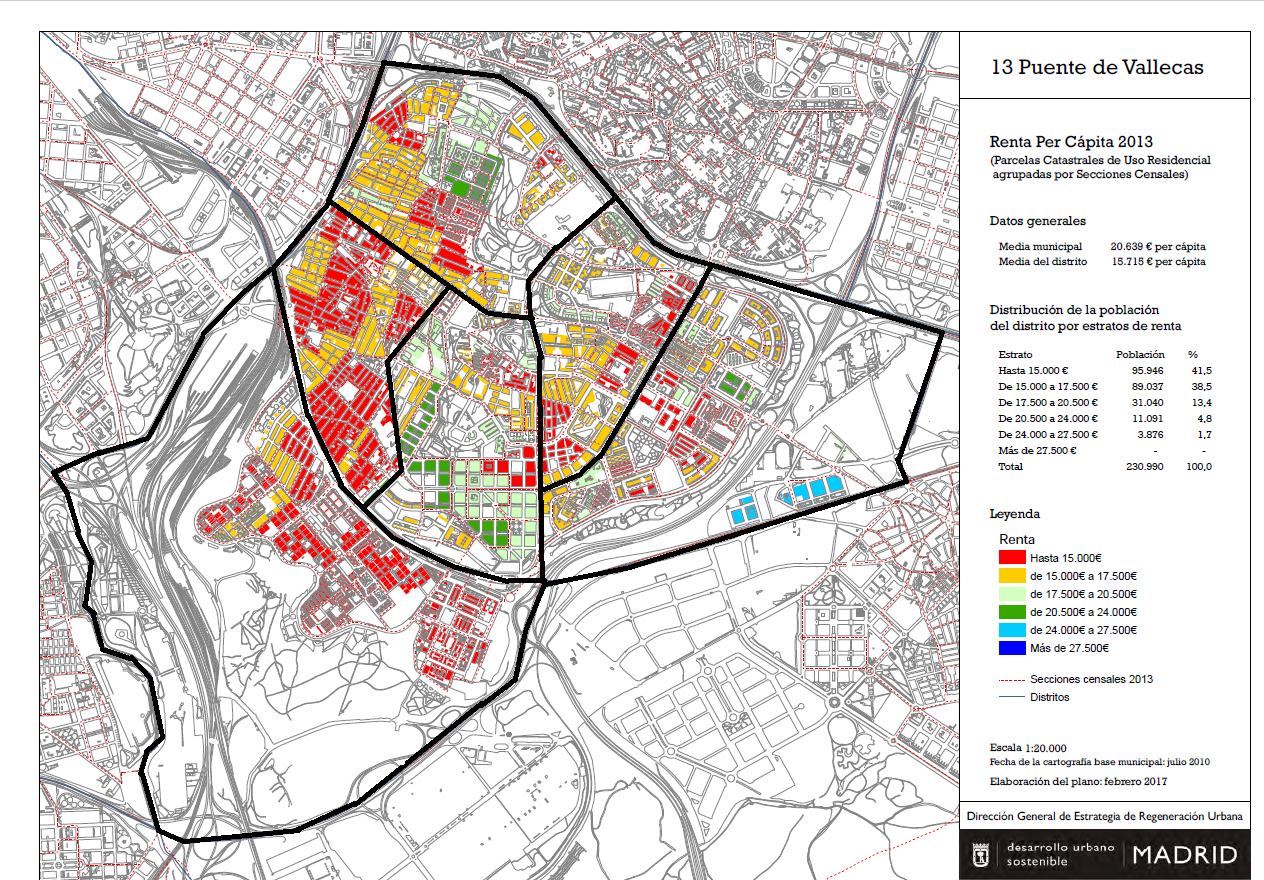 13 Puente de Vallecas
Renta Per Cápita 2013
(Parcelas Catastrales de Uso Residencial
agrupadas por Secciones Censales)
Datos generales
Media municipal 20.639 € per cápita
Media del distrito 15.715 € per cápita
Distribución de la población
del distrito por estratos de renta
Estrato Población %
Hasta 15.000 € 95.946 41,5
De 15.000 a 17.500 € 89.037 38,5
De 17.500 a 20.500 € 31.040 13,4
De 20.500 a 24.000 € 11.091 4,8
De 24.000 a 27.500 € 3.876 1,7
Más de 27.500 € - -
Total 230.990 100,0
Leyenda
Renta
Hasta 15.000€
de 15.000€ a 17.500€
de 17.500€ a 20.500€
de 20.500€ a 24.000€
de 24.000€ a 27.500€
Más de 27.500€
Secciones censales 2013
Distritos
Escala 1:20.000
Fecha de la cartografía base municipal: julio 2010
Elaboración del plano: febrero 2017
Dirección General de Estrategia de Regeneración Urbana
desarrollo urbano
sostenible
MADRID